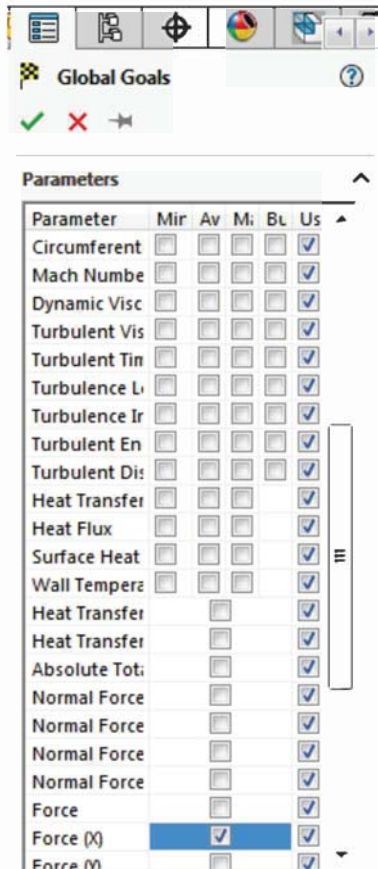 Global Goals
Parameters
Parameter Mir Av M: Bu Us
Circumferent
Mach Numbe
Dynamic Visc
Turbulent Vis
Turbulent Tim
Turbulence L
Turbulence Ir
Turbulent En
Turbulent Dis
Heat Transfer
Heat Flux
Surface Heat
Wall Tempera
Heat Transfer
Heat Transfer
Absolute Tota
Normal Force
Normal Force
Normal Force
Normal Force
Force
Force (X)
Force (Y)